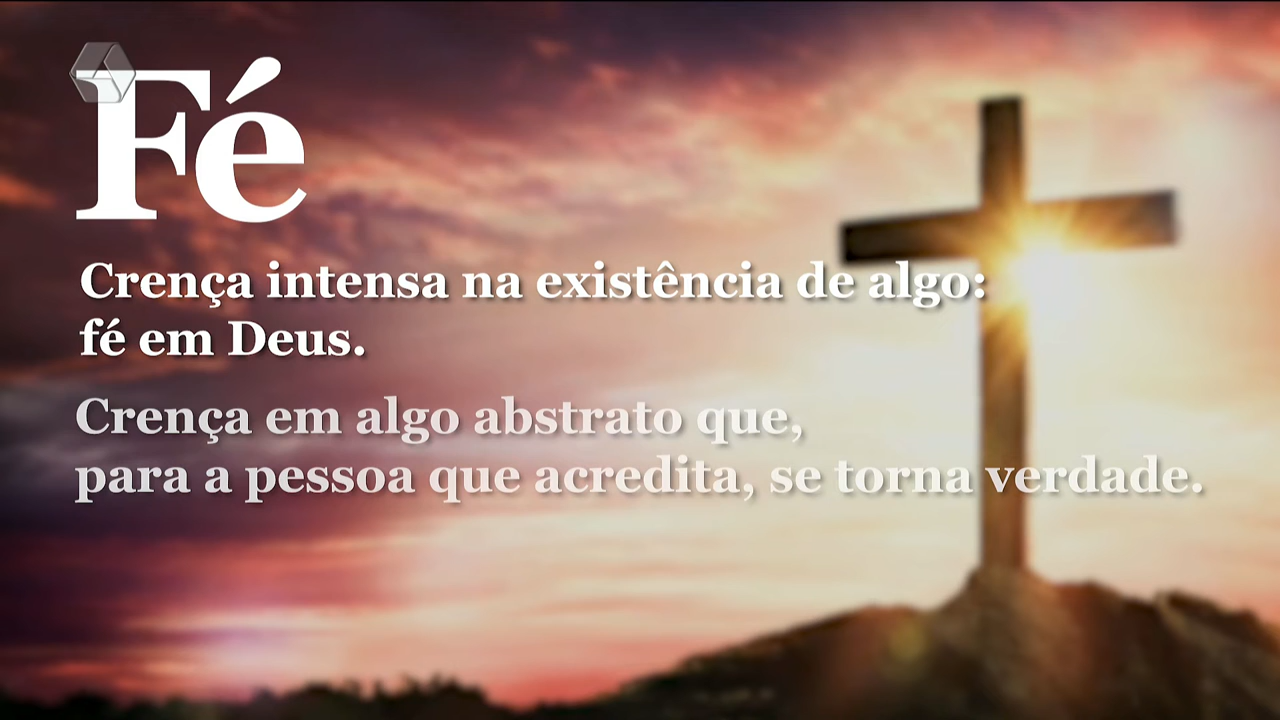 Fé
Crença intensa na existência de algo:
fé em Deus.
Crença em algo abstrato que,
para a pessoa que acredita, se torna verdade.